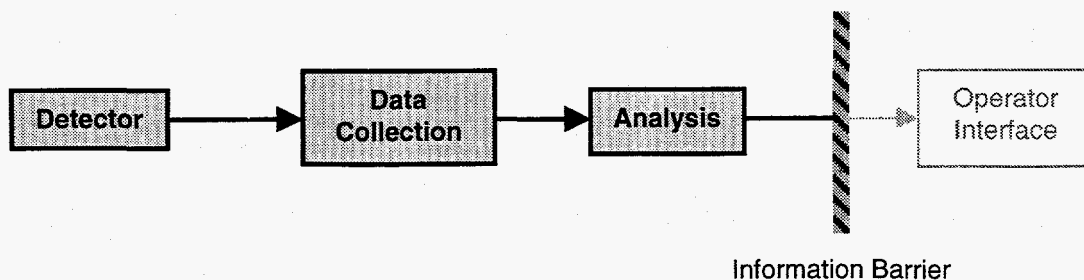 Detector
Data
Collection
Analysis
Operator
Interface
Information Barrier